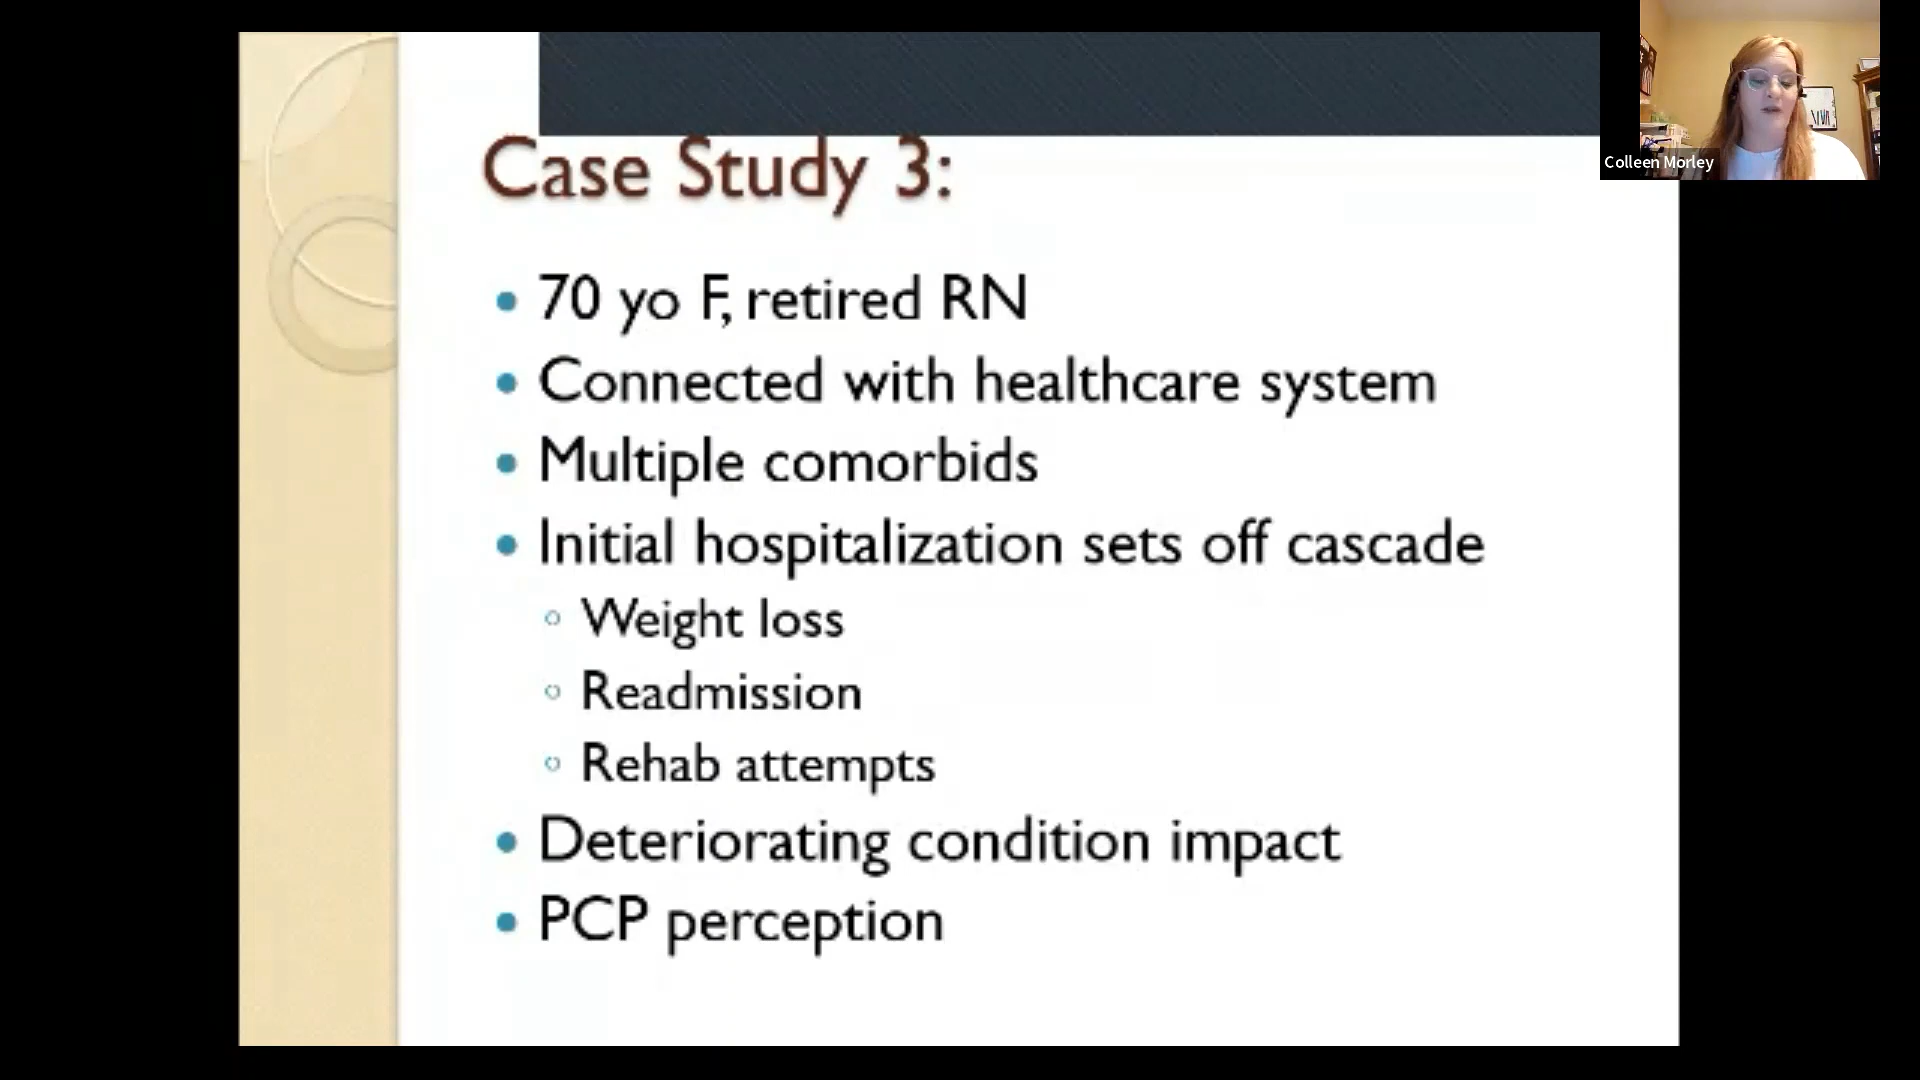 Case Study 3:
70 yo F, retired RN
Connected with healthcare system
Multiple comorbids
Initial hospitalization sets off cascade
Weight loss
Readmission
Rehab attempts
Deteriorating condition impact
PCP perception
Colleen Morley